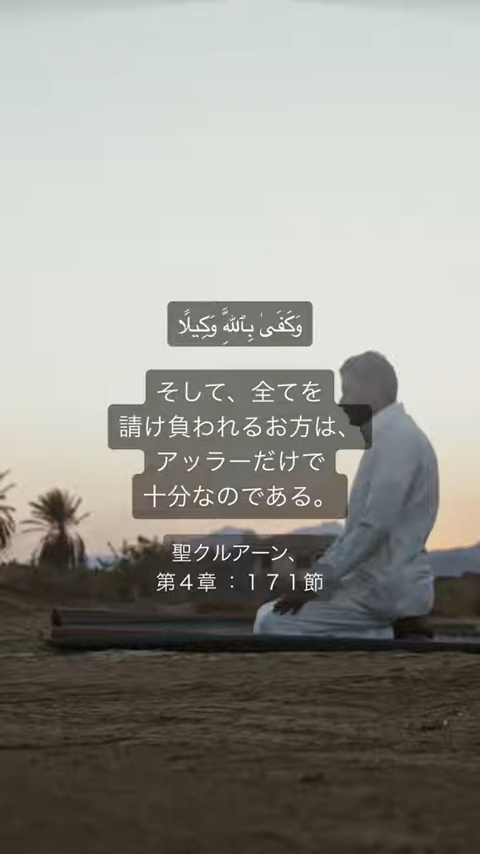 وَكَفَىٰ بِٱللَّهِ وَكِيلًا
そして、全てを
請け負われるお方は、
アッラーだけで
十分なのである。
聖クルアーン、
第４章 ：１７１節